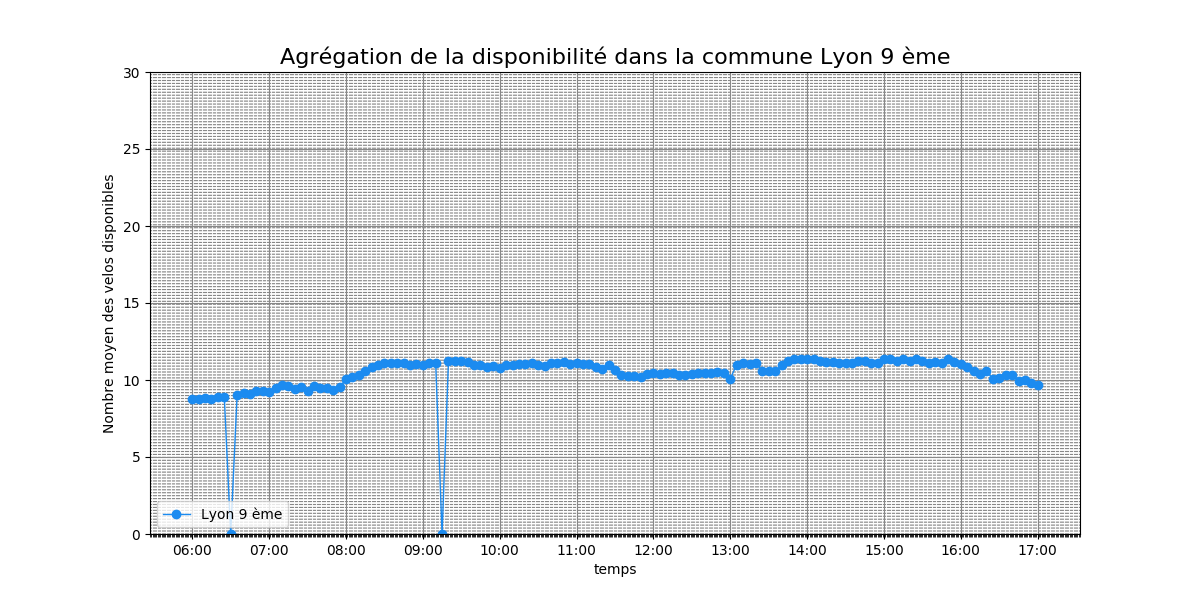 Agrégation de la disponibilité dans la commune Lyon 9 ème
Nombre moyen des velos disponibles
30
25
20
15
10
5
0
Lyon 9 ème
06:00 07:00 08:00 09:00 10:00 11:00 12:00 13:00 14:00 15:00 16:00 17:00
temps